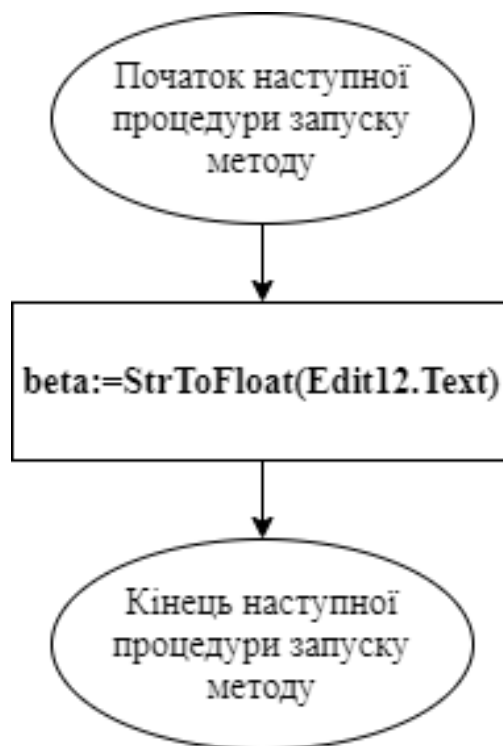 Початок наступної
процедури запуску
методу
beta:=StrToFloat(Edit12.Text)
Кінець наступної
процедури запуску
методу